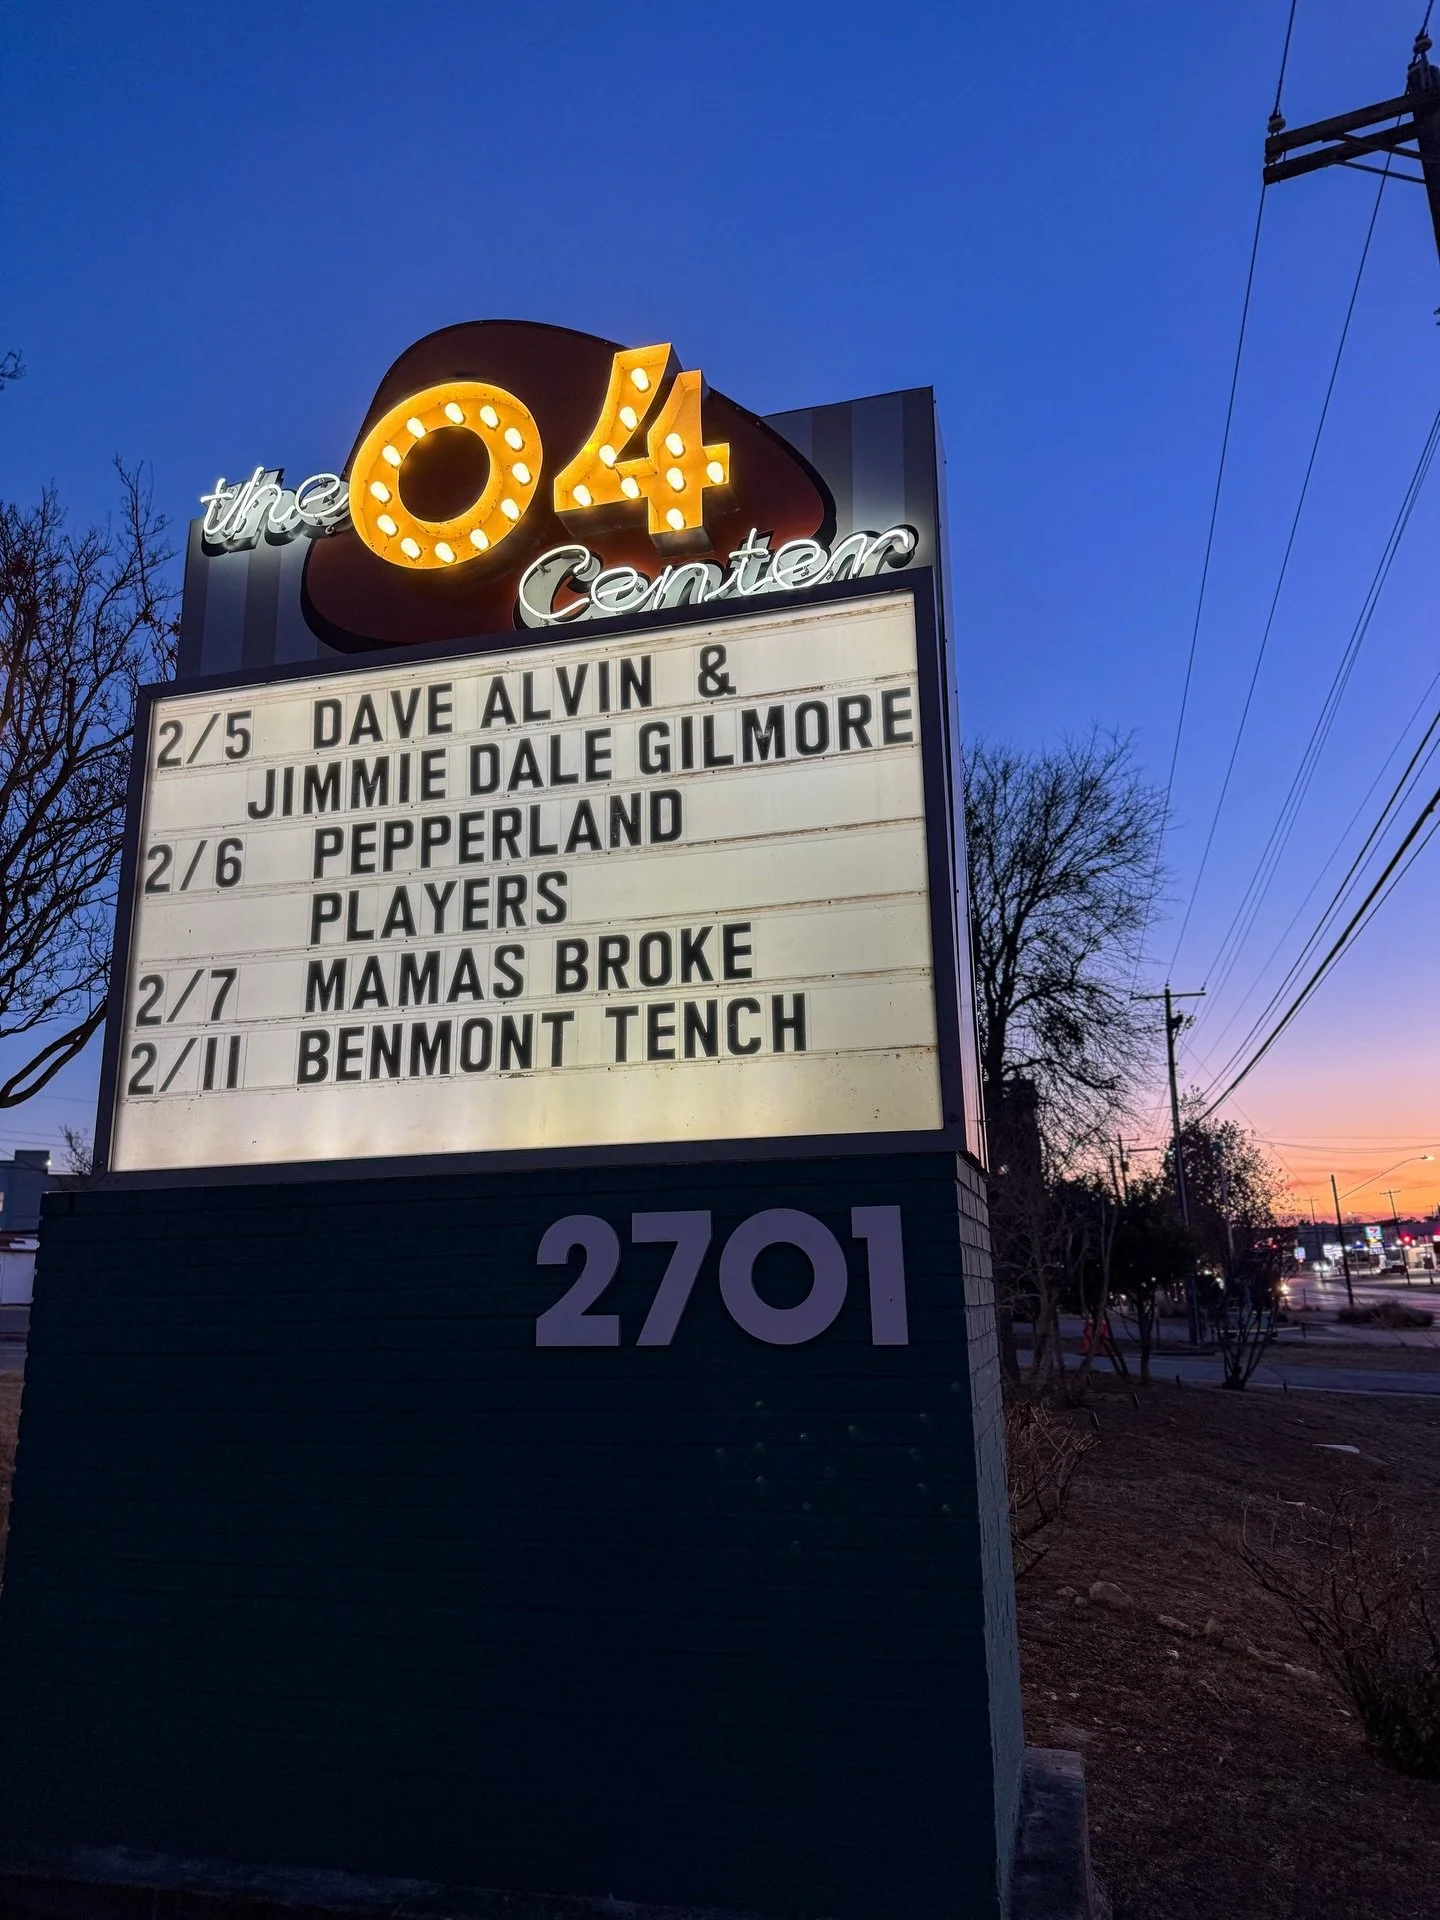 the 04
Center
2/5 DAVE ALVIN &
JIMMIE DALE GILMORE
2/6 PEPPERLAND
PLAYERS
2/7 MAMAS BROKE
2/11 BENMONT TENCH
2701